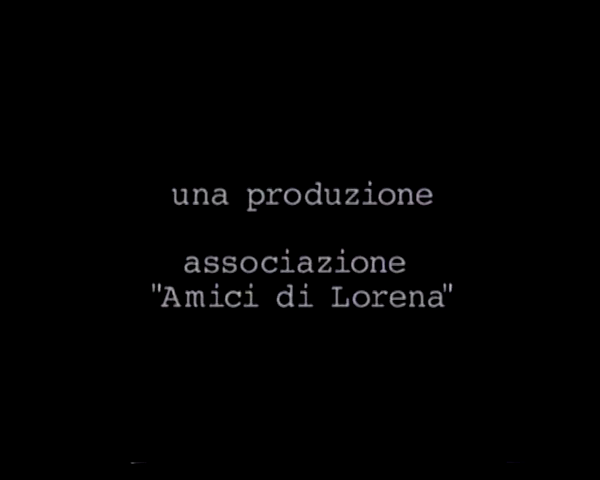 una produzione
associazione
"Amici di Lorena"